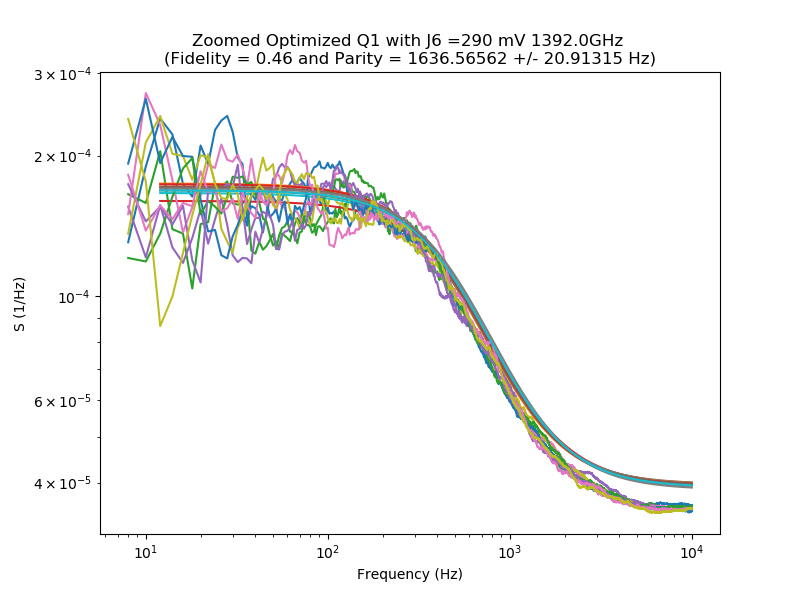 Zoomed Optimized Q1 with J6 =290 mV 1392.0GHz
(Fidelity = 0.46 and Parity = 1636.56562 +/- 20.91315 Hz)
3 × 10⁻⁴
2 × 10⁻⁴
10⁻⁴
6 × 10⁻⁵
4 × 10⁻⁵
S (1/Hz)
10¹
10²
10³
10⁴
Frequency (Hz)